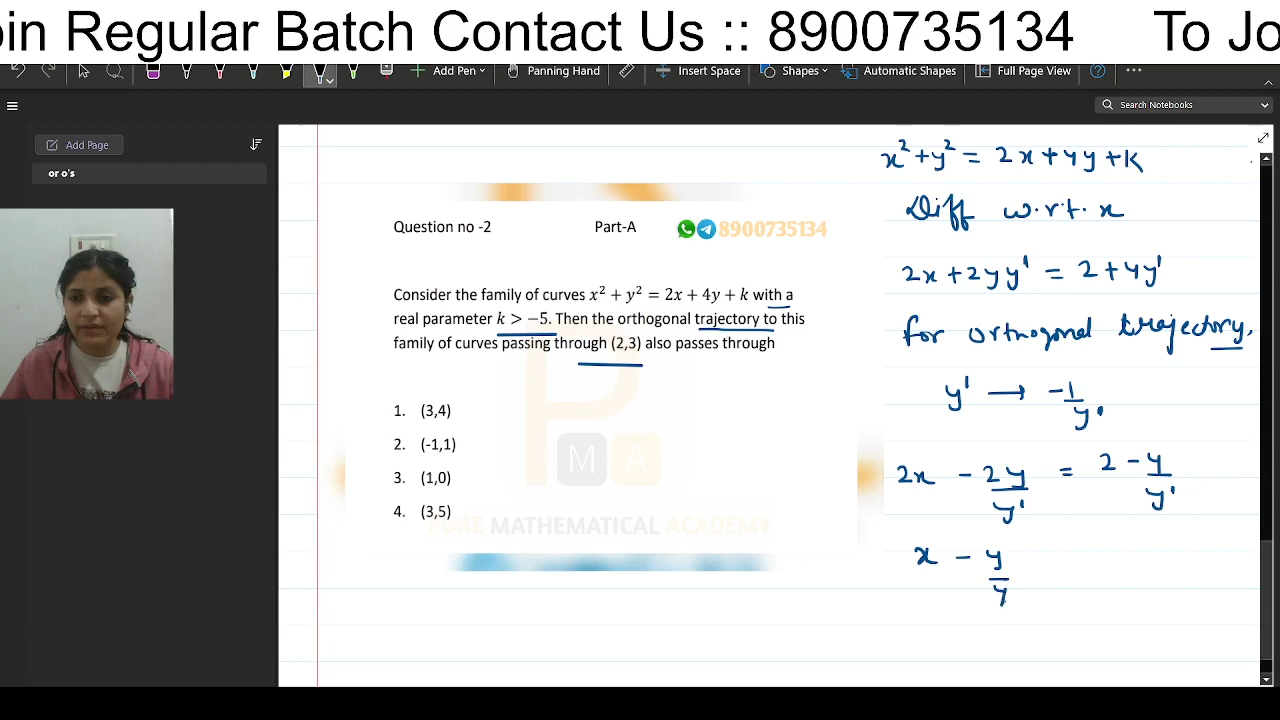 oin Regular Batch Contact Us :: 8900735134 To Jo
Add Pen Panning Hand Insert Space Shapes Automatic Shapes Full Page View
Search Notebooks
Add Page
or o's
Question no -2 Part-A 8900735134
Consider the family of curves x² + y² = 2x + 4y + k with a
real parameter k > −5. Then the orthogonal trajectory to this
family of curves passing through (2,3) also passes through
1. (3,4)
2. (-1,1)
3. (1,0)
4. (3,5)
M A
PURE MATHEMATICAL ACADEMY
x² + y² = 2x + 4y + k
Diff w.r.t. x
2x + 2yy' = 2 + 4y'
for orthogonal trajectory,
y' → -1/y'
2x - 2y/y' = 2 - 4/y'
x - y/y